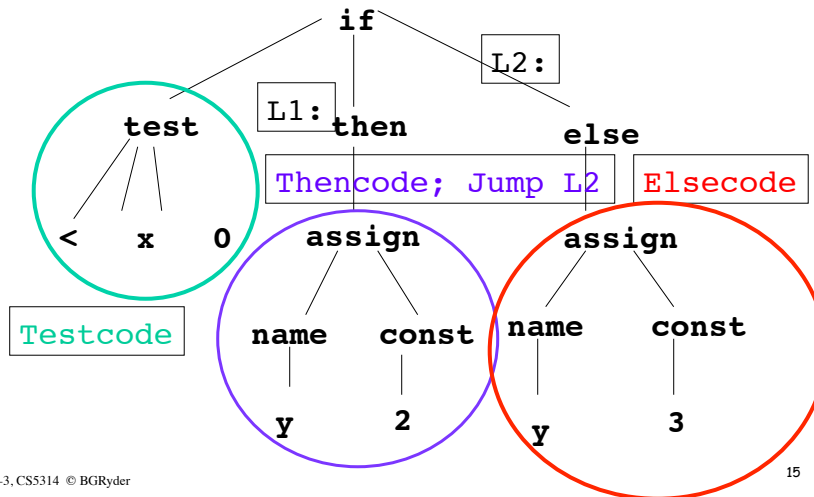 if
L2:
L1:
test then else
Thencode; Jump L2 Elsecode
< x 0 assign assign
Testcode name const name const
y 2 y 3
-3, CS5314 © BGRyder 15